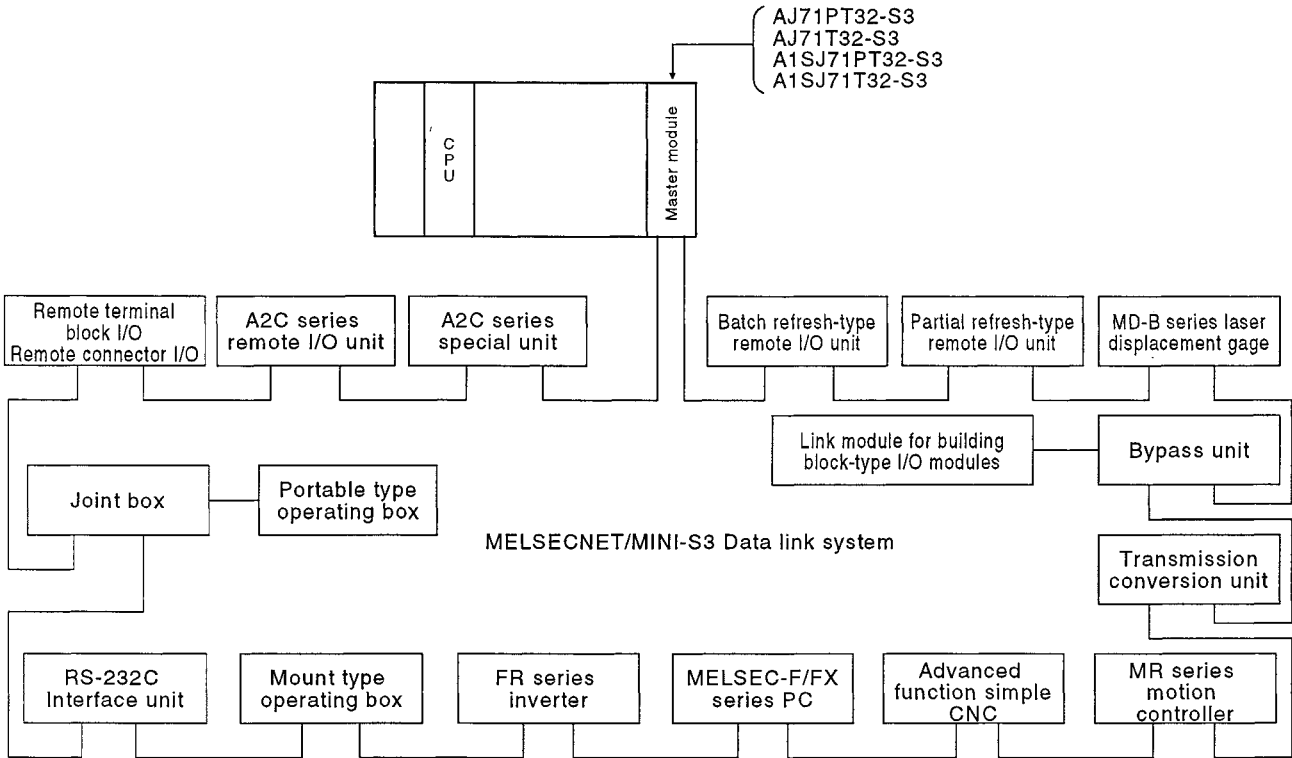 AJ71PT32-S3
AJ71T32-S3
A1SJ71PT32-S3
A1SJ71T32-S3
CPU
Master module
Remote terminal
block I/O
Remote connector I/O
A2C series
remote I/O unit
A2C series
special unit
Batch refresh-type
remote I/O unit
Partial refresh-type
remote I/O unit
MD-B series laser
displacement gage
Link module for building
block-type I/O modules
Bypass unit
Joint box
Portable type
operating box
MELSECNET/MINI-S3 Data link system
Transmission
conversion unit
RS-232C
Interface unit
Mount type
operating box
FR series
inverter
MELSEC-F/FX
series PC
Advanced
function simple
CNC
MR series
motion
controller